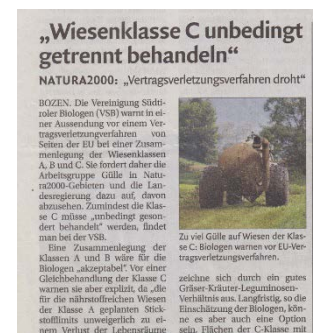 „Wiesenklasse C unbedingt
getrennt behandeln“
NATURA2000: „Vertragsverletzungsverfahren droht“
BOZEN. Die Vereinigung Südti-
roler Biologen (VSB) warnt in ei-
ner Aussendung vor einem Ver-
tragsverletzungverfahren von
Seiten der EU bei einer Zusam-
menlegung der Wiesenklassen
A, B und C. Sie fordert daher die
Arbeitsgruppe Gülle in Natu-
ra2000-Gebieten und die Lan-
desregierung dazu auf, davon
abzusehen. Zumindest die Klas-
se C müsse „unbedingt geson-
dert behandelt“ werden, findet
man bei der VSB.
Eine Zusammenlegung der
Klassen A und B wäre für die
Biologen „akzeptabel“. Vor einer
Gleichbehandlung der Klasse C
warnen sie aber explizit, da „die
für die nährstoffreichen Wiesen
der Klasse A geplanten Stick-
stofflimits unweigerlich zu ei-
nem Verlust der Lebensräume
Zu viel Gülle auf Wiesen der Klas-
se C: Biologen warnen vor EU-Ver-
tragsverletzungsverfahren.
zeichne sich durch ein gutes
Gräser-Kräuter-Leguminosen-
Verhältnis aus. Langfristig, so die
Einschätzung der Biologen, kön-
ne es aber auch eine Option
sein, Flächen der C-Klasse mit